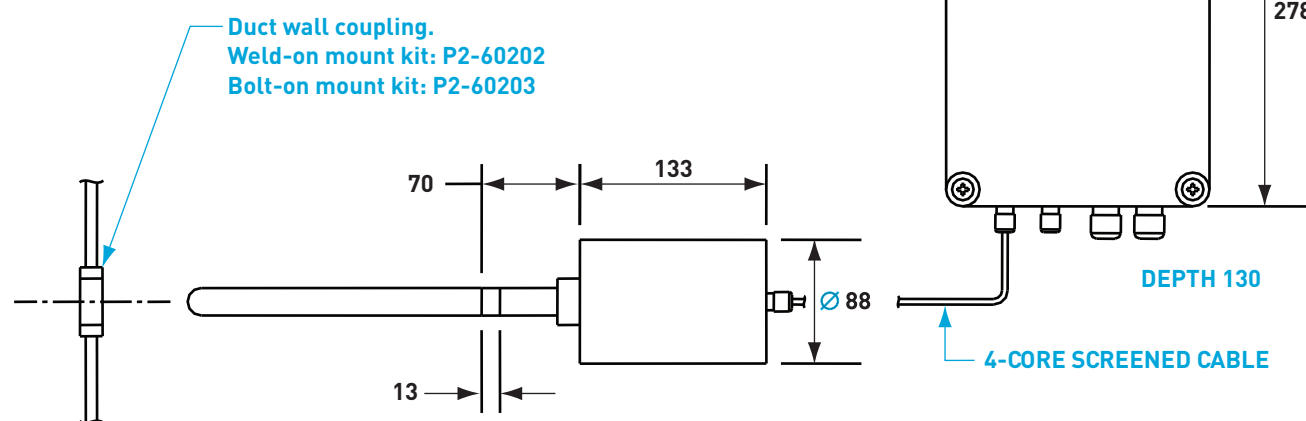 Duct wall coupling.
Weld-on mount kit: P2-60202
Bolt-on mount kit: P2-60203
278
70
133
Ø 88
DEPTH 130
4-CORE SCREENED CABLE
13